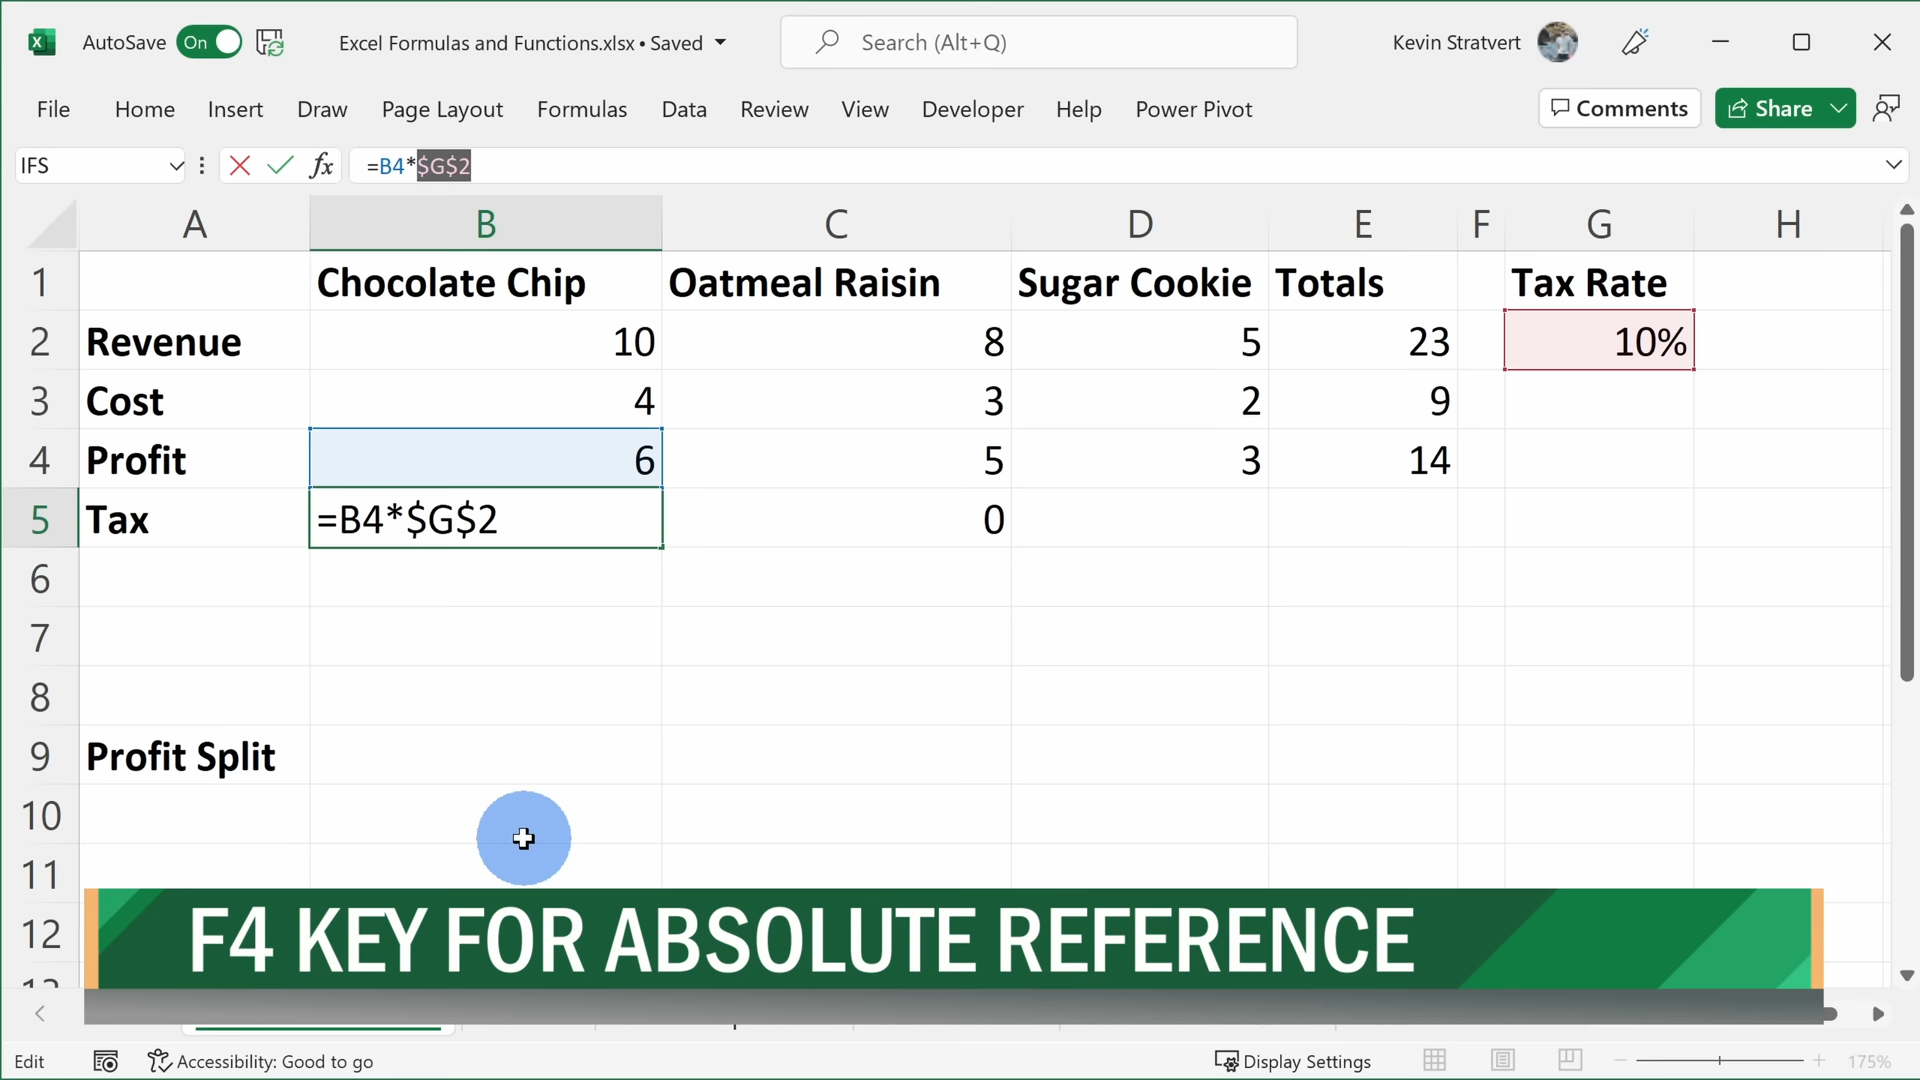 AutoSave On Excel Formulas and Functions.xlsx • Saved Search (Alt+Q) Kevin Stratvert
File Home Insert Draw Page Layout Formulas Data Review View Developer Help Power Pivot Comments Share
IFS fx =B4*$G$2
A B C D E F G H
1 Chocolate Chip Oatmeal Raisin Sugar Cookie Totals Tax Rate
2 Revenue 10 8 5 23 10%
3 Cost 4 3 2 9
4 Profit 6 5 3 14
5 Tax =B4*$G$2 0
6
7
8
9 Profit Split
10
11
12
F4 KEY FOR ABSOLUTE REFERENCE
Edit Accessibility: Good to go Display Settings 175%